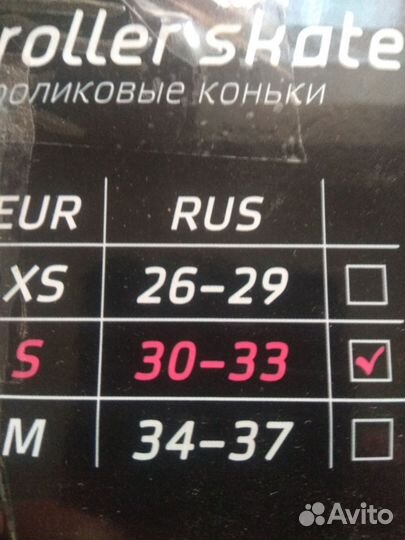 roller skate
роликовые коньки
EUR RUS
XS 26-29
S 30-33
M 34-37
Avito